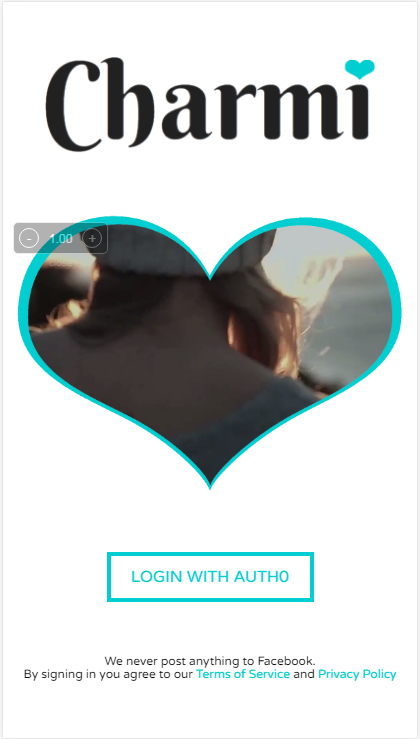 Charmi
- 1.00 +
LOGIN WITH AUTH0
We never post anything to Facebook.
By signing in you agree to our Terms of Service and Privacy Policy